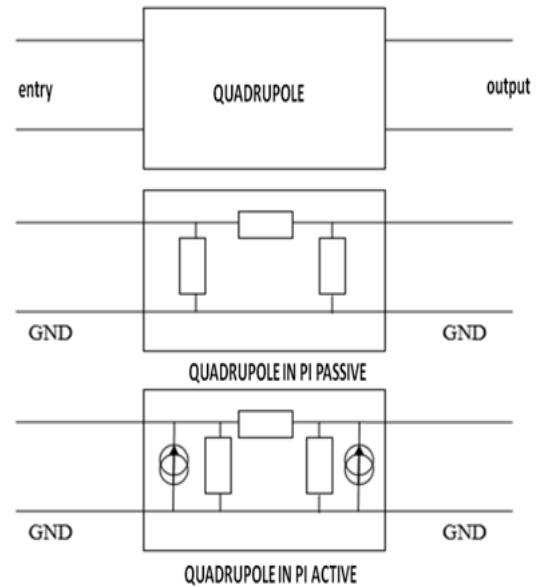 entry
QUADRUPOLE
output
GND
GND
QUADRUPOLE IN PI PASSIVE
GND
GND
QUADRUPOLE IN PI ACTIVE